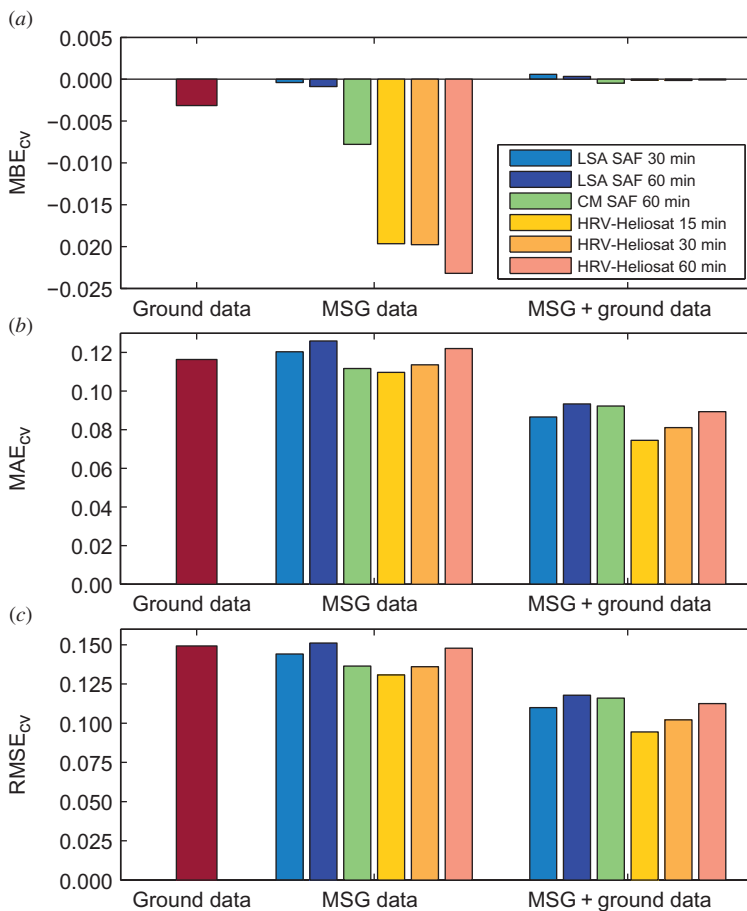 (a)
0.005
0.000
−0.005
−0.010
−0.015
0.020
−0.025
MBE_CV
LSA SAF 30 min
LSA SAF 60 min
CM SAF 60 min
HRV-Heliosat 15 min
HRV-Heliosat 30 min
HRV-Heliosat 60 min
Ground data MSG data MSG + ground data
(b)
0.12
0.10
0.08
0.06
0.04
0.02
0.00
MAE_CV
Ground data MSG data MSG + ground data
(c)
0.150
0.125
0.100
0.075
0.050
0.025
0.000
RMSE_CV
Ground data MSG data MSG + ground data